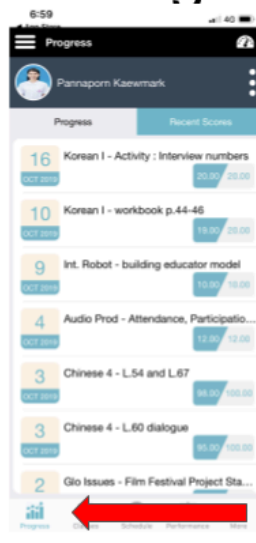 6:59
4G
Progress
Pannaporn Kaewmark
Progress
Recent Scores
16
OCT 2019
Korean I - Activity : Interview numbers
20.00 20.00
10
OCT 2019
Korean I - workbook p.44-46
19.00 20.00
9
OCT 2019
Int. Robot - building educator model
10.00 10.00
4
OCT 2019
Audio Prod - Attendance, Participatio...
12.00 12.00
3
OCT 2019
Chinese 4 - L.54 and L.67
98.00 100.00
3
OCT 2019
Chinese 4 - L.60 dialogue
95.00 100.00
2
Glo Issues - Film Festival Project Sta...
Progress
Classes
Schedule
Performance
More